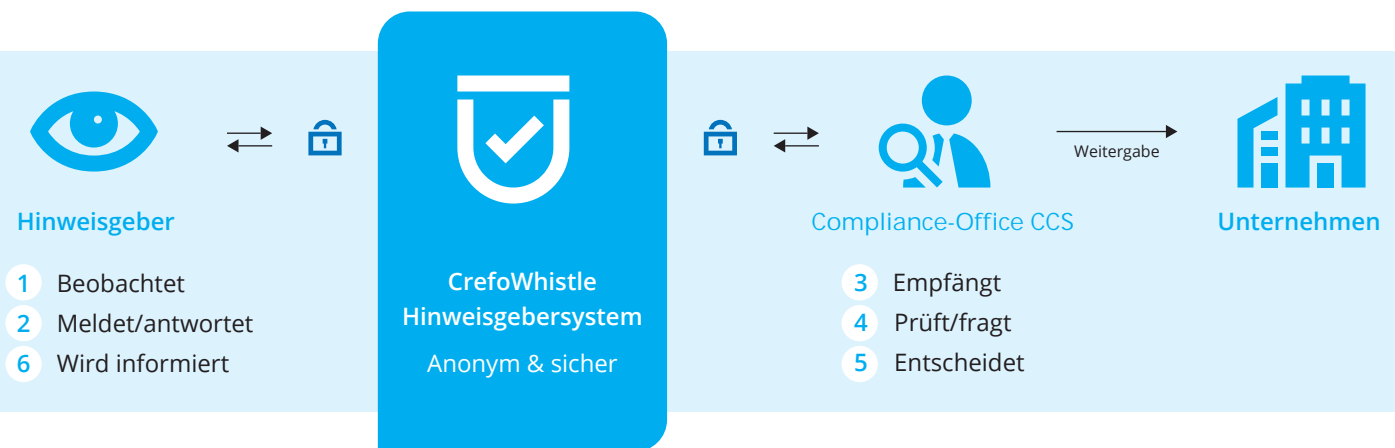 Hinweisgeber
1 Beobachtet
2 Meldet/antwortet
6 Wird informiert
CrefoWhistle
Hinweisgebersystem
Anonym & sicher
Compliance-Office CCS
3 Empfängt
4 Prüft/fragt
5 Entscheidet
Weitergabe
Unternehmen